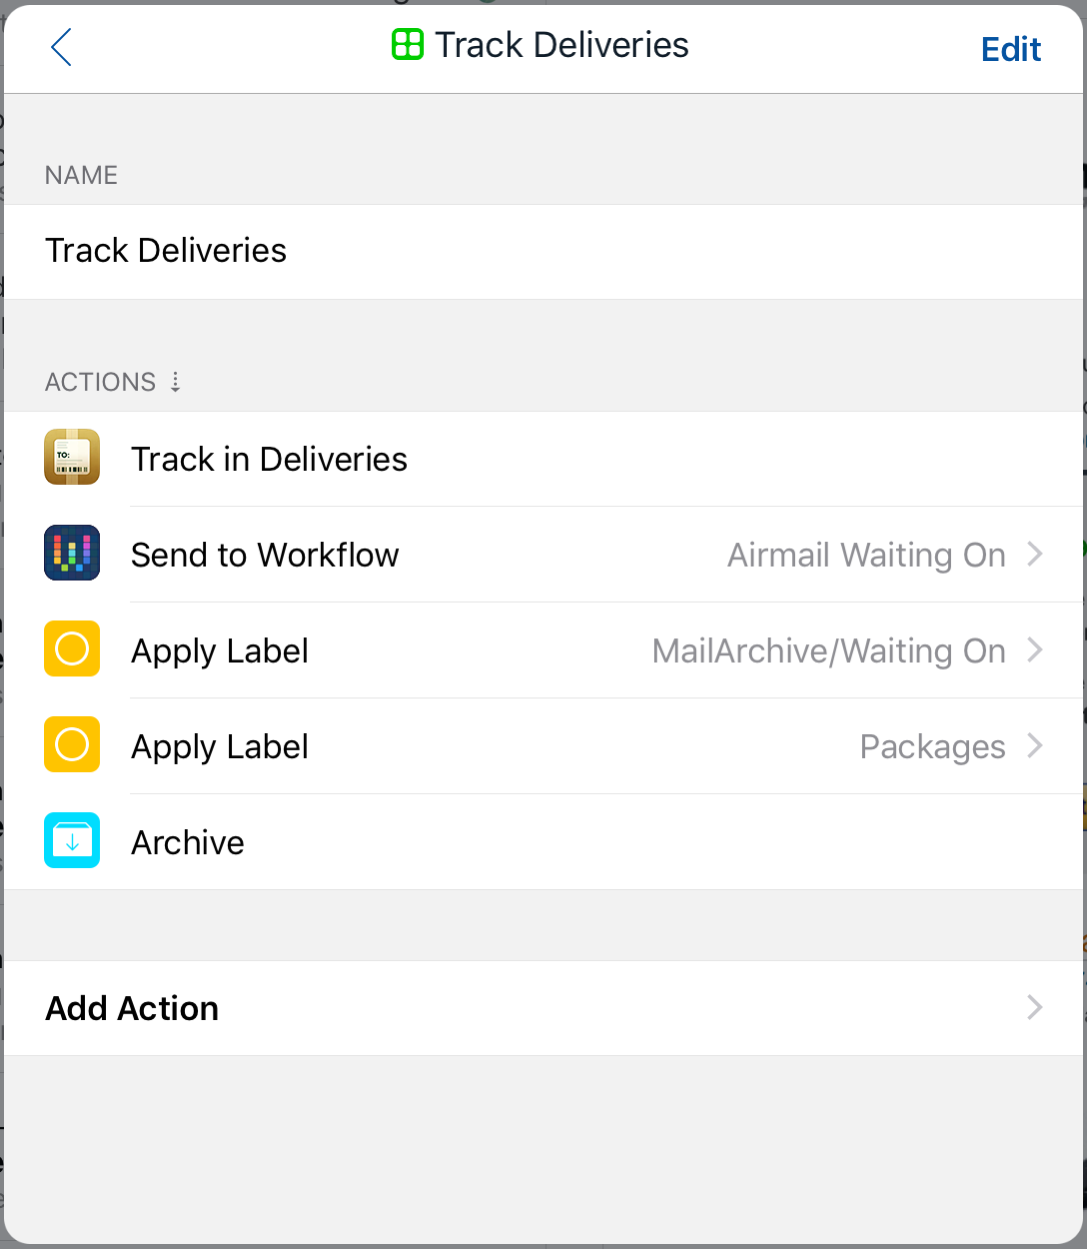 Track Deliveries
Edit
NAME
Track Deliveries
ACTIONS
TO:
Track in Deliveries
Send to Workflow Airmail Waiting On
Apply Label MailArchive/Waiting On
Apply Label Packages
Archive
Add Action